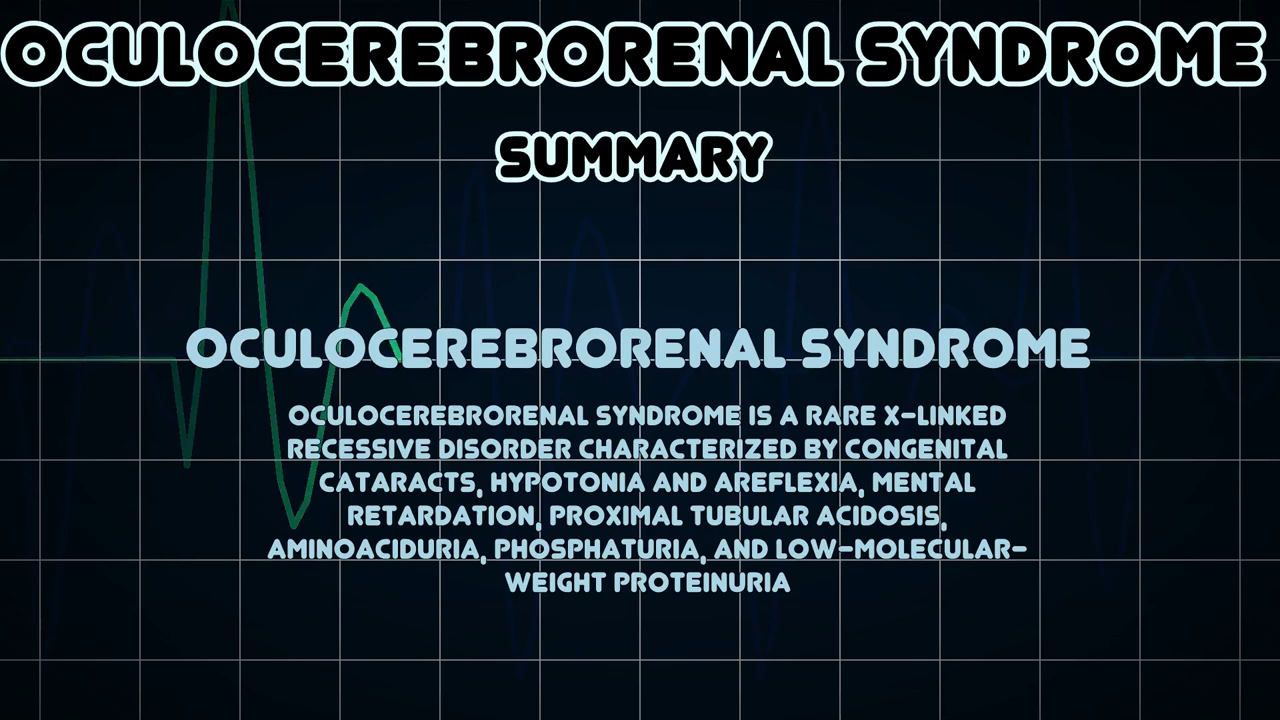 OCULOCEREBRORENAL SYNDROME
SUMMARY
OCULOCEREBRORENAL SYNDROME
OCULOCEREBRORENAL SYNDROME IS A RARE X-LINKED
RECESSIVE DISORDER CHARACTERIZED BY CONGENITAL
CATARACTS, HYPOTONIA AND AREFLEXIA, MENTAL
RETARDATION, PROXIMAL TUBULAR ACIDOSIS,
AMINOACIDURIA, PHOSPHATURIA, AND LOW-MOLECULAR-
WEIGHT PROTEINURIA